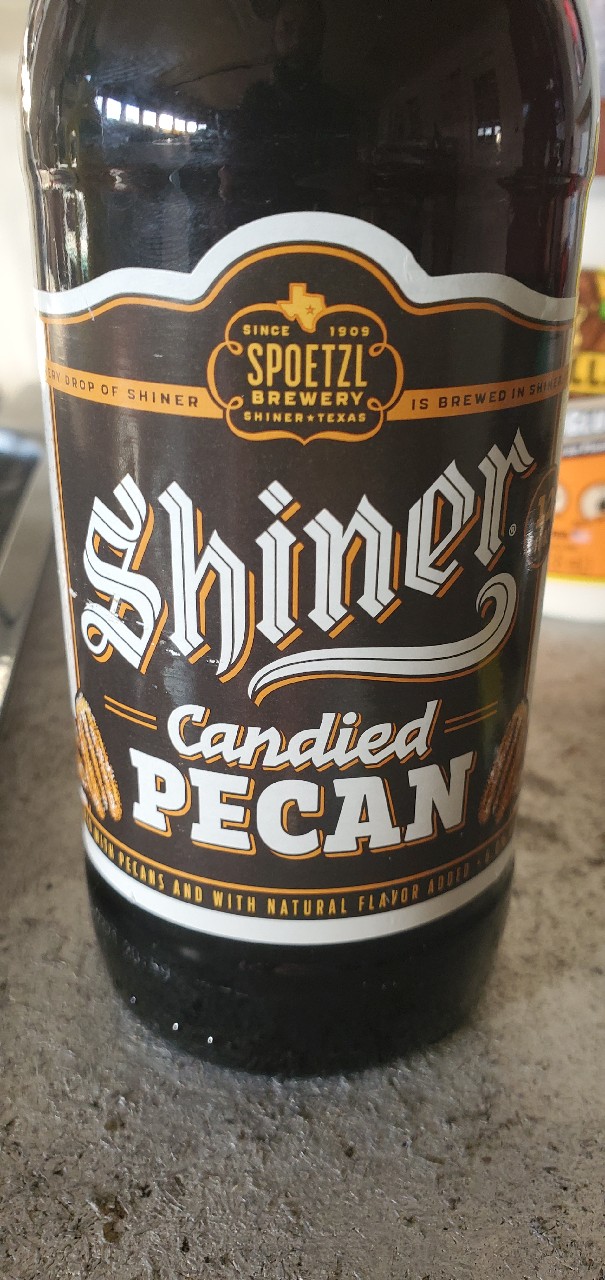 SINCE 1909
SPOETZL
BREWERY
SHINER★TEXAS
DROP OF SHINER
IS BREWED IN
Shiner®
Candied
PECAN
WITH PECANS AND WITH NATURAL FLAVOR ADDED